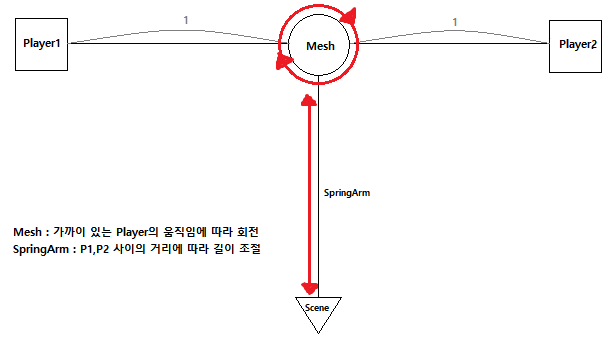 1
1
Player1
Mesh
Player2
SpringArm
Mesh : 가까이 있는 Player의 움직임에 따라 회전
SpringArm : P1,P2 사이의 거리에 따라 길이 조절
Scene